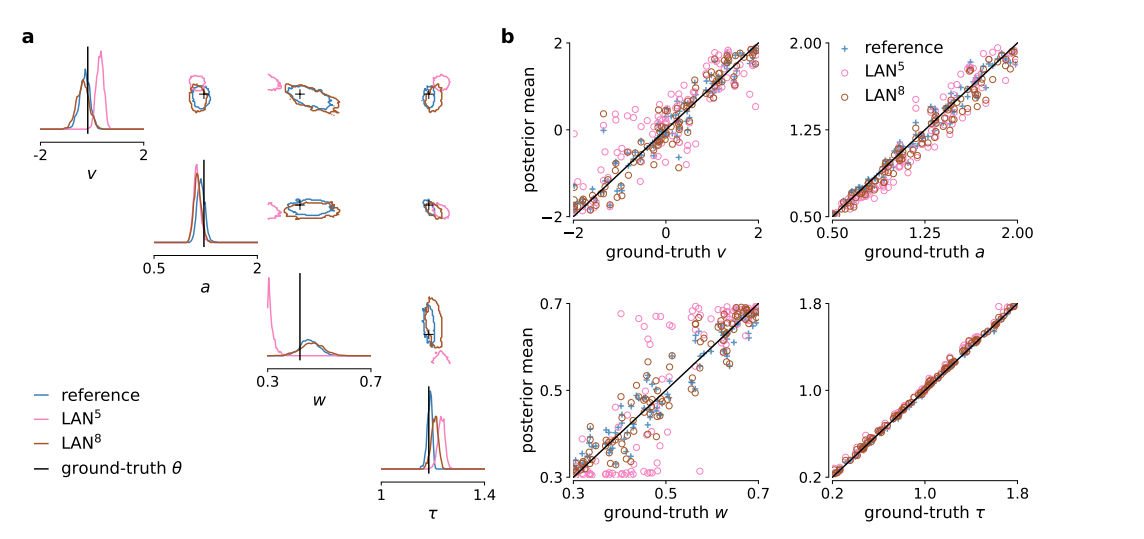 a
-2
2
v
0.5
2
a
0.3
0.7
w
1
1.4
τ
reference
LAN⁵
LAN⁸
ground-truth θ
b
posterior mean
2
0
−2
−2
0
2
ground-truth v
2.00
1.25
0.50
0.50
1.25
2.00
ground-truth a
reference
LAN⁵
LAN⁸
posterior mean
0.7
0.5
0.3
0.3
0.5
0.7
ground-truth w
1.8
1.0
0.2
0.2
1.0
1.8
ground-truth τ